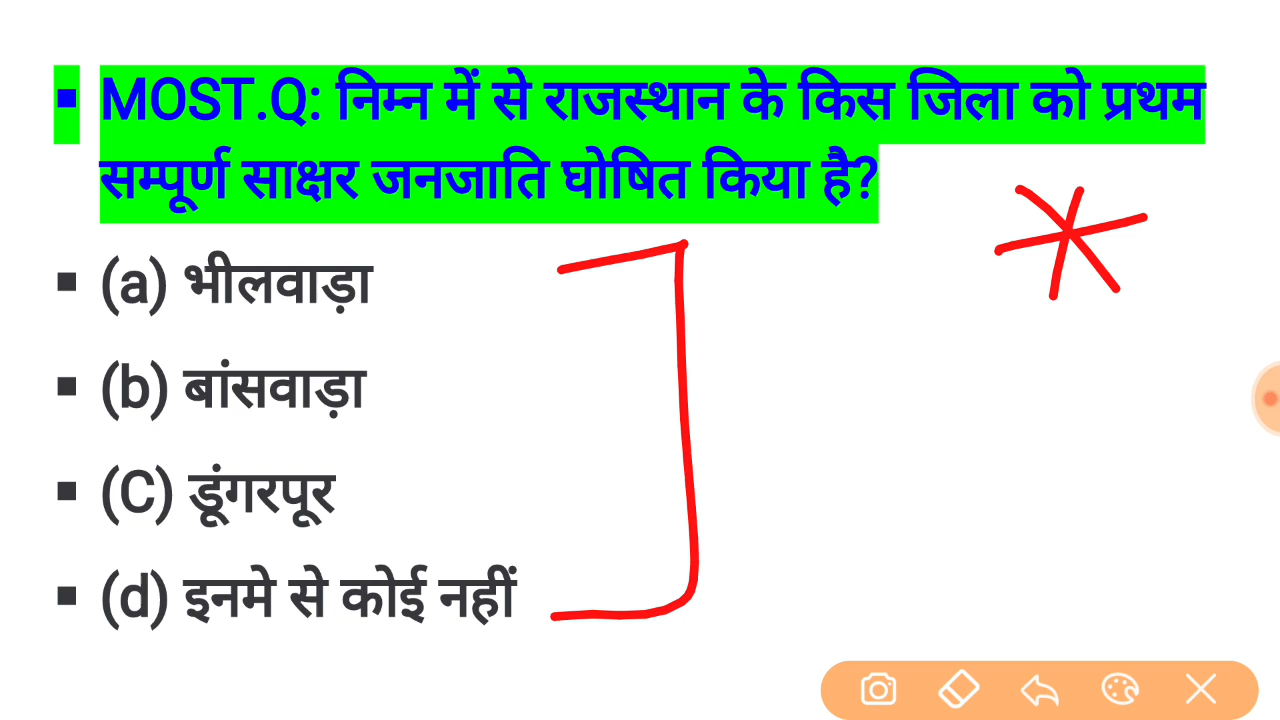 ▪ MOST.Q: निम्न में से राजस्थान के किस जिला को प्रथम
सम्पूर्ण साक्षर जनजाति घोषित किया है?
▪ (a) भीलवाड़ा
▪ (b) बांसवाड़ा
▪ (C) डूंगरपूर
▪ (d) इनमे से कोई नहीं